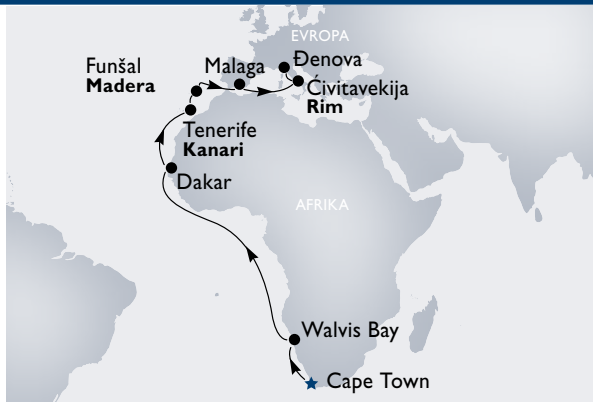 EVROPA
Funšal
Madera
Malaga
Đenova
Ćivitavekija
Rim
Tenerife
Kanari
Dakar
AFRIKA
Walvis Bay
Cape Town